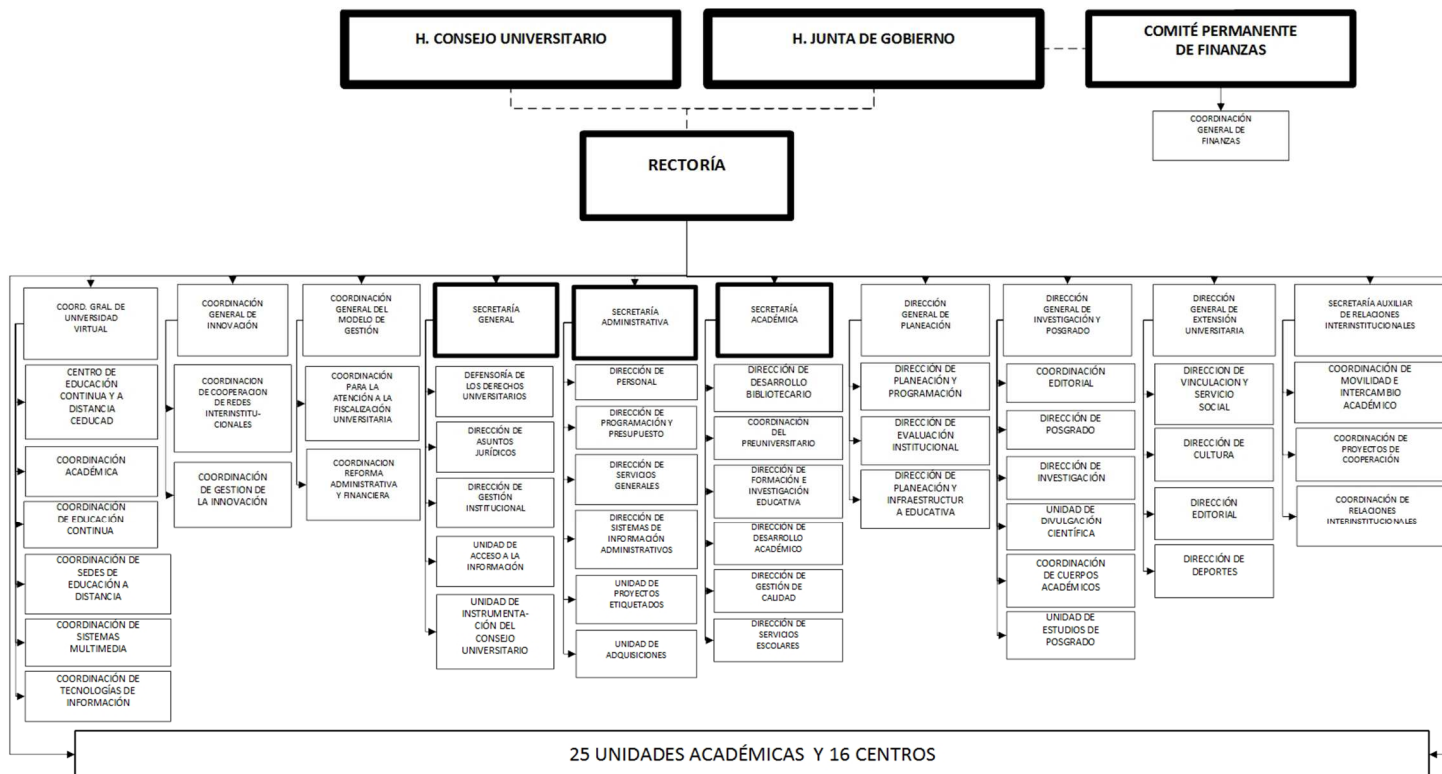 H. CONSEJO UNIVERSITARIO
H. JUNTA DE GOBIERNO
COMITÉ PERMANENTE
DE FINANZAS
COORDINACIÓN
GENERAL DE
FINANZAS
RECTORÍA
COORD. GRAL. DE
UNIVERSIDAD
VIRTUAL
CENTRO DE
EDUCACIÓN
CONTINUA Y A
DISTANCIA
CEDUCAD
COORDINACIÓN
ACADÉMICA
COORDINACIÓN
DE EDUCACIÓN
CONTINUA
COORDINACIÓN DE
SEDES DE
EDUCACIÓN A
DISTANCIA
COORDINACIÓN DE
SISTEMAS
MULTIMEDIA
COORDINACIÓN DE
TECNOLOGÍAS DE
INFORMACIÓN
COORDINACIÓN
GENERAL DE
INNOVACIÓN
COORDINACION
DE COOPERACION
DE REDES
INTERINSTITU-
CIONALES
COORDINACIÓN
DE GESTION DE
LA INNOVACIÓN
COORDINACIÓN
GENERAL DEL
MODELO DE
GESTIÓN
COORDINACIÓN
PARA LA
ATENCIÓN A LA
FISCALIZACIÓN
UNIVERSITARIA
COORDINACION
REFORMA
ADMINISTRATIVA
Y FINANCIERA
SECRETARÍA
GENERAL
DEFENSORÍA DE
LOS DERECHOS
UNIVERSITARIOS
DIRECCIÓN DE
ASUNTOS
JURÍDICOS
DIRECCIÓN DE
GESTIÓN
INSTITUCIONAL
UNIDAD DE
ACCESO A LA
INFORMACIÓN
UNIDAD DE
INSTRUMENTA-
CIÓN DEL
CONSEJO
UNIVERSITARIO
SECRETARÍA
ADMINISTRATIVA
DIRECCIÓN DE
PERSONAL
DIRECCIÓN DE
PROGRAMACIÓN Y
PRESUPUESTO
DIRECCIÓN DE
SERVICIOS
GENERALES
DIRECCIÓN DE
SISTEMAS DE
INFORMACIÓN
ADMINISTRATIVOS
UNIDAD DE
PROYECTOS
ETIQUETADOS
UNIDAD DE
ADQUISICIONES
SECRETARÍA
ACADÉMICA
DIRECCIÓN DE
DESARROLLO
BIBLIOTECARIO
COORDINACIÓN
DEL
PREUNIVERSITARIO
DIRECCIÓN DE
FORMACIÓN E
INVESTIGACIÓN
EDUCATIVA
DIRECCIÓN DE
DESARROLLO
ACADÉMICO
DIRECCIÓN DE
GESTIÓN DE
CALIDAD
DIRECCIÓN DE
SERVICIOS
ESCOLARES
DIRECCIÓN
GENERAL DE
PLANEACIÓN
DIRECCIÓN DE
PLANEACIÓN Y
PROGRAMACIÓN
DIRECCIÓN DE
EVALUACIÓN
INSTITUCIONAL
DIRECCIÓN DE
PLANEACIÓN Y
INFRAESTRUCTUR
A EDUCATIVA
DIRECCIÓN
GENERAL DE
INVESTIGACIÓN Y
POSGRADO
COORDINACIÓN
EDITORIAL
DIRECCIÓN DE
POSGRADO
DIRECCIÓN DE
INVESTIGACIÓN
UNIDAD DE
DIVULGACIÓN
CIENTÍFICA
COORDINACIÓN
DE CUERPOS
ACADÉMICOS
UNIDAD DE
ESTUDIOS DE
POSGRADO
DIRECCIÓN
GENERAL DE
EXTENSIÓN
UNIVERSITARIA
DIRECCION DE
VINCULACION Y
SERVICIO
SOCIAL
DIRECCIÓN DE
CULTURA
DIRECCIÓN
EDITORIAL
DIRECCIÓN DE
DEPORTES
SECRETARÍA AUXILIAR
DE RELACIONES
INTERINSTITUCIONALES
COORDINACIÓN DE
MOVILIDAD E
INTERCAMBIO
ACADÉMICO
COORDINACIÓN DE
PROYECTOS DE
COOPERACIÓN
COORDINACIÓN DE
RELACIONES
INTERINSTITUCIONALES
25 UNIDADES ACADÉMICAS Y 16 CENTROS